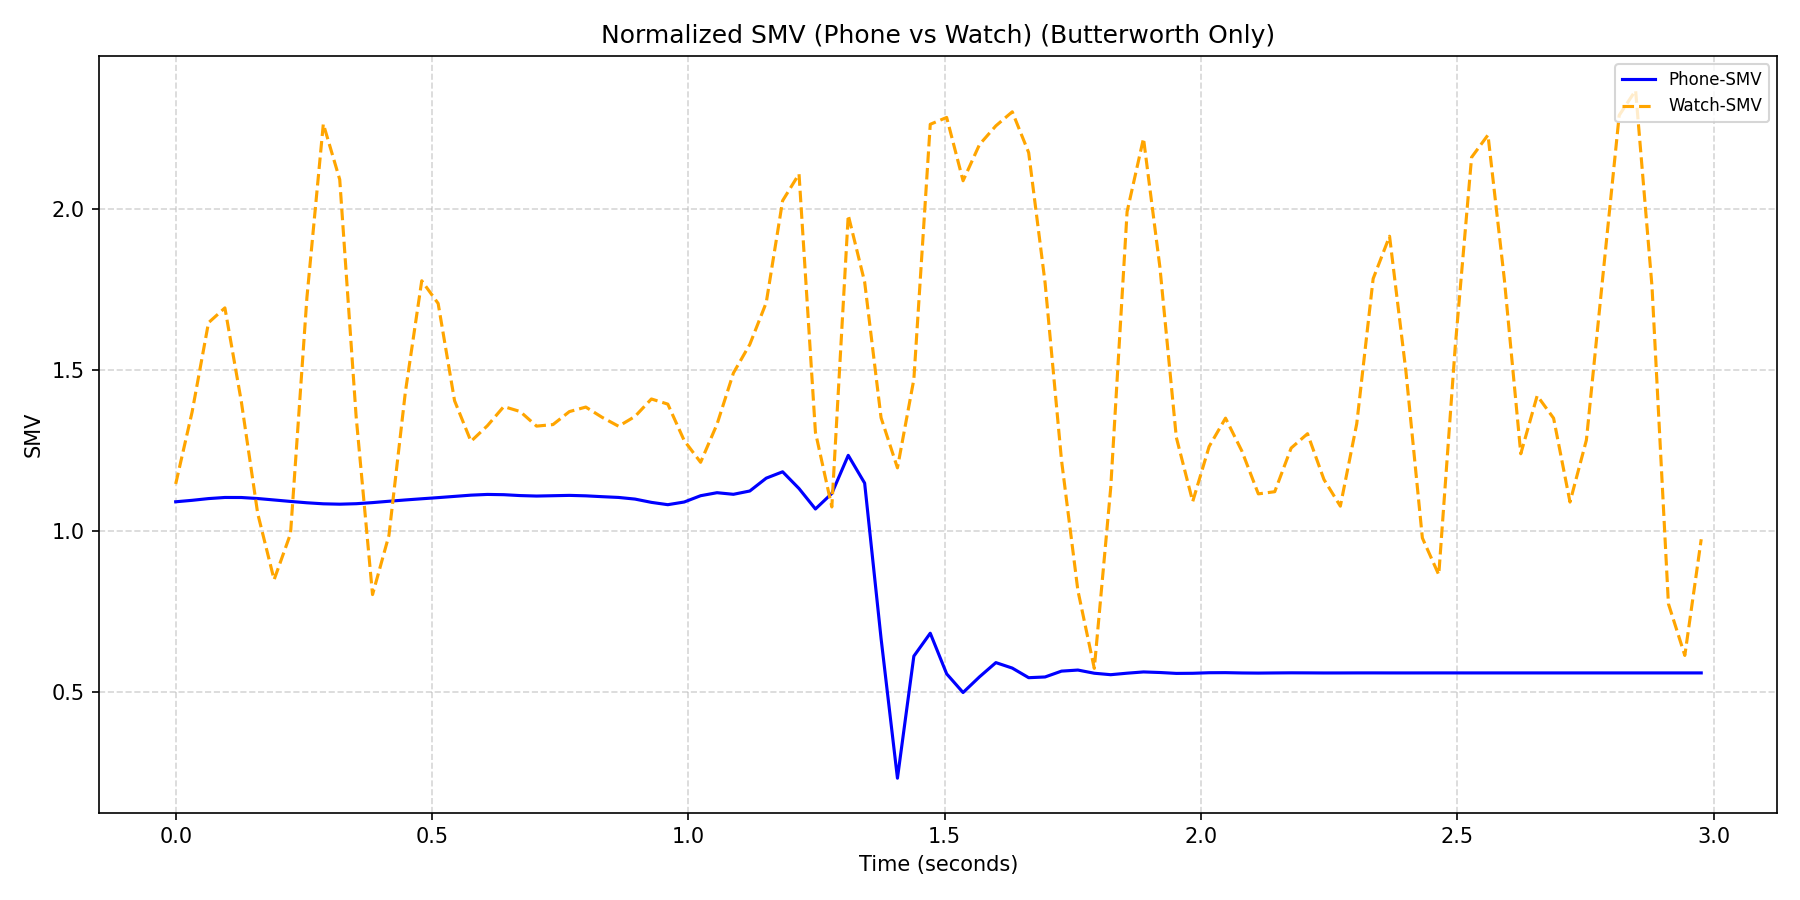 Normalized SMV (Phone vs Watch) (Butterworth Only)
Phone-SMV
Watch-SMV
SMV
2.0
1.5
1.0
0.5
0.0 0.5 1.0 1.5 2.0 2.5 3.0
Time (seconds)